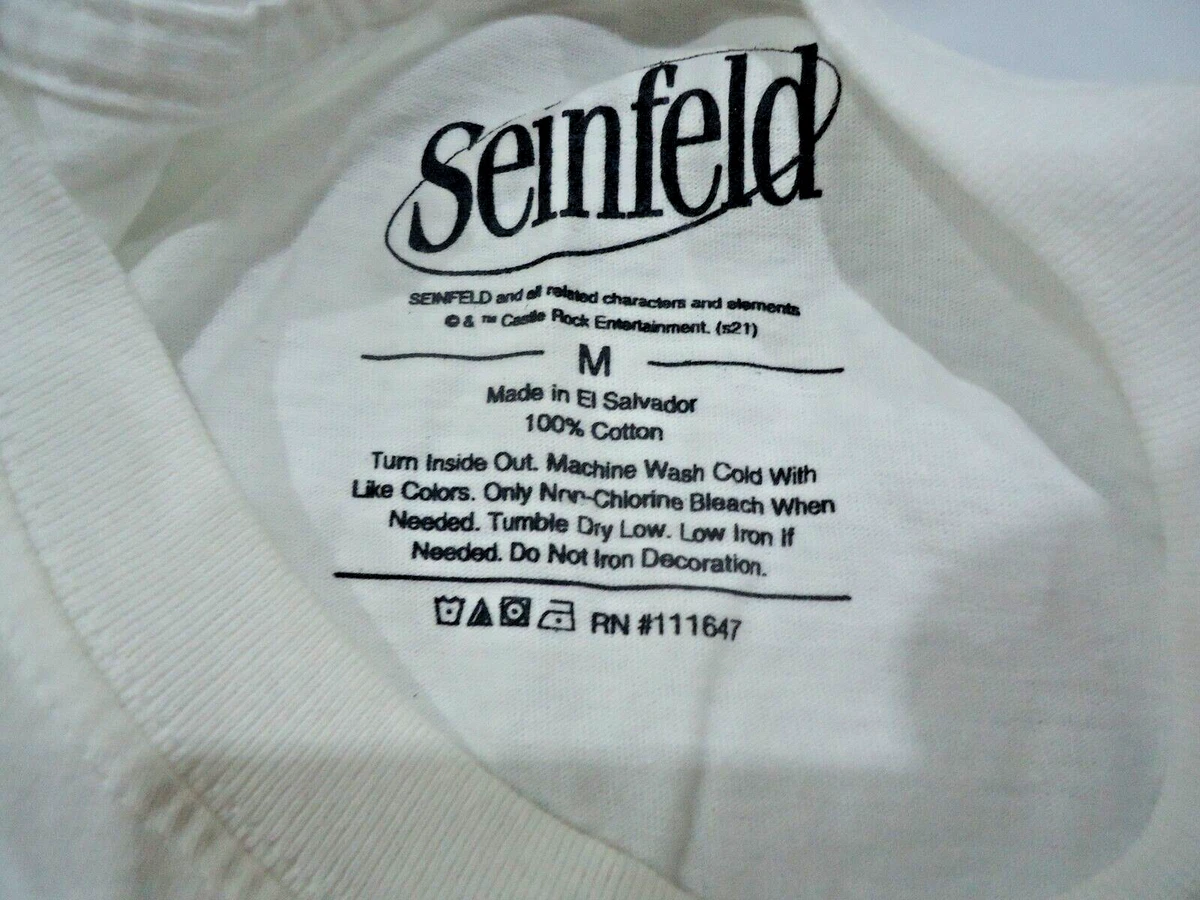 Seinfeld
SEINFELD and all related characters and elements
© & ™ Castle Rock Entertainment. (s21)
M
Made in El Salvador
100% Cotton
Turn Inside Out. Machine Wash Cold With
Like Colors. Only Non-Chlorine Bleach When
Needed. Tumble Dry Low. Low Iron If
Needed. Do Not Iron Decoration.
RN #111647